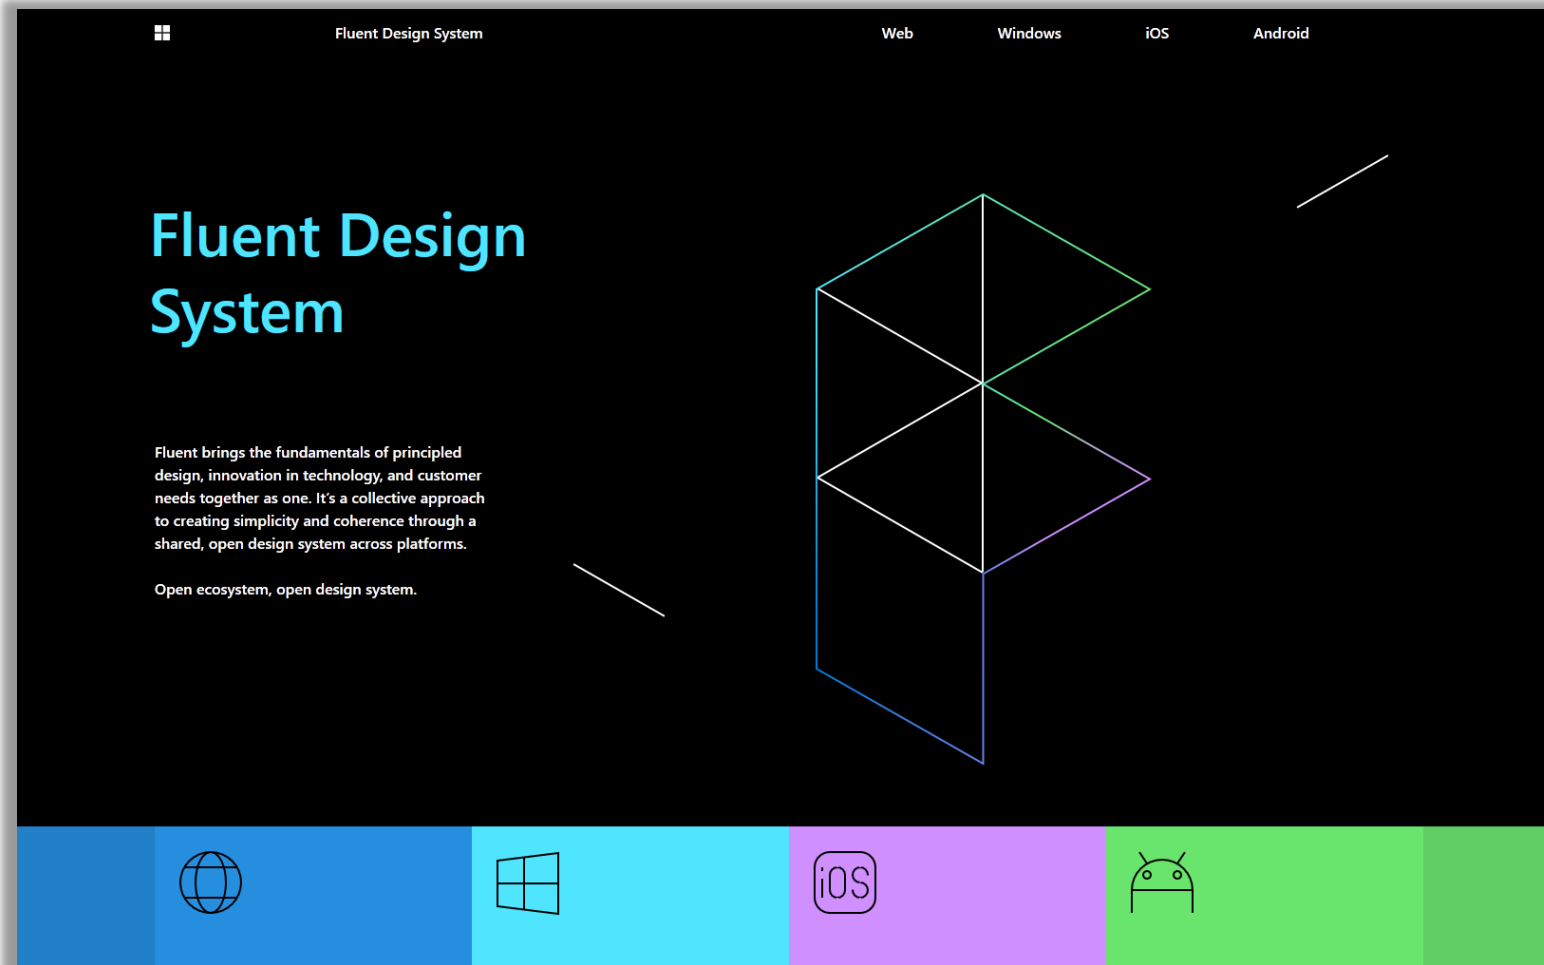 Fluent Design System
Web
Windows
iOS
Android
Fluent Design
System
Fluent brings the fundamentals of principled
design, innovation in technology, and customer
needs together as one. It’s a collective approach
to creating simplicity and coherence through a
shared, open design system across platforms.
Open ecosystem, open design system.
iOS